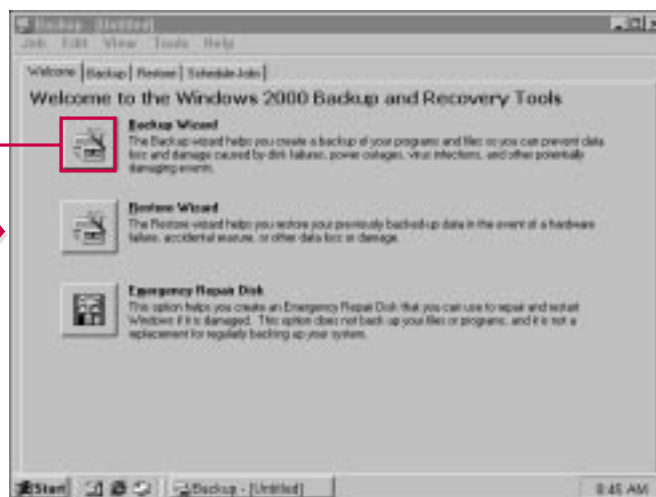 Backup - [Untitled]
Job Edit View Tools Help
Welcome Backup Restore Schedule Jobs
Welcome to the Windows 2000 Backup and Recovery Tools
Backup Wizard
The Backup wizard helps you create a backup of your programs and files so you can prevent data
loss and damage caused by disk failures, power outages, virus infections, and other potentially
damaging events.
Restore Wizard
The Restore wizard helps you restore your previously backed-up data in the event of a hardware
failure, accidental erasure, or other data loss or damage.
Emergency Repair Disk
This option helps you create an Emergency Repair Disk that you can use to repair and restart
Windows if it is damaged. This option does not back up your files or programs, and it is not a
replacement for regularly backing up your system.
Start Backup - [Untitled] 8:45 AM